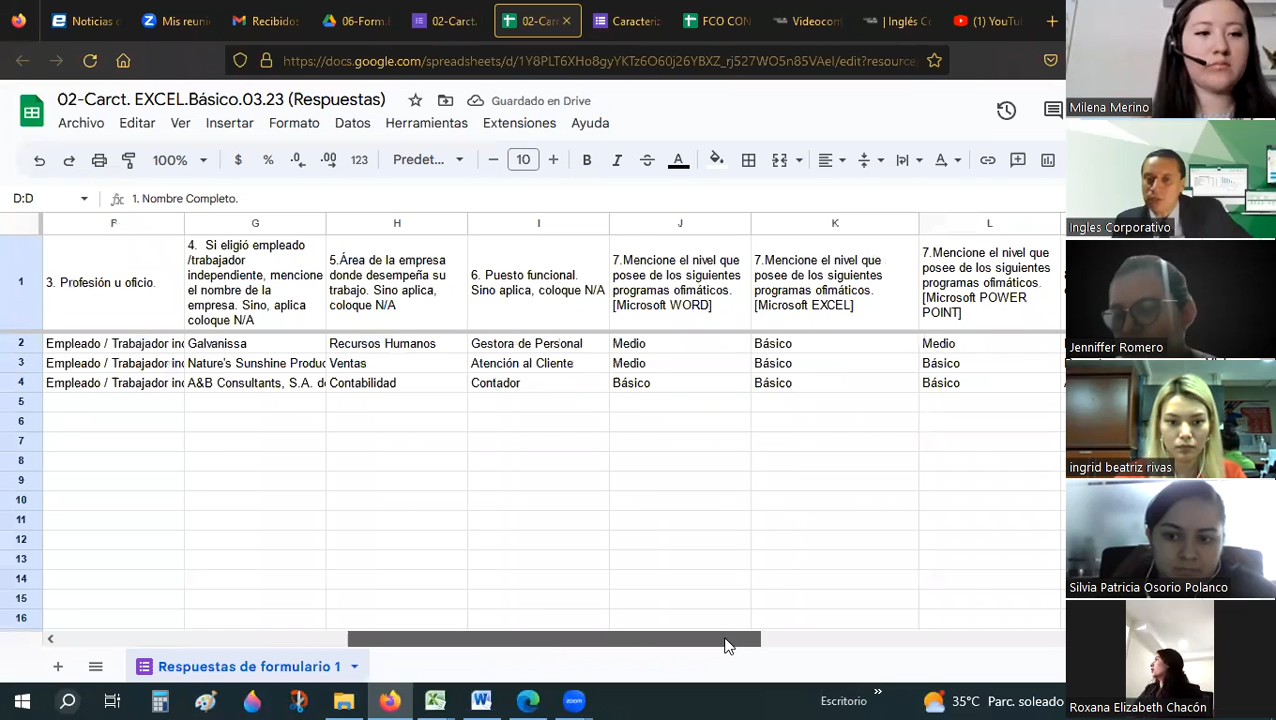 Noticias d
Mis reuni
Recibidos
06-Form.
02-Carct.
02-Car
Caracteriz
FCO CON
Videoconf
| Inglés Co
(1) YouTu
https://docs.google.com/spreadsheets/d/1Y8PLT6XHo8gyYKTz6O60j26YBXZ_rj527WO5n85VAeI/edit?resource
02-Carct. EXCEL.Básico.03.23 (Respuestas)
Guardado en Drive
Archivo Editar Ver Insertar Formato Datos Herramientas Extensiones Ayuda
100% $ % .0 .00 123 Predet... 10 B I A
D:D fx 1. Nombre Completo.
F G H I J K L
1
3. Profesión u oficio.
4. Si eligió empleado
/trabajador
independiente, mencione
el nombre de la
empresa. Sino, aplica
coloque N/A
5.Área de la empresa
donde desempeña su
trabajo. Sino aplica,
coloque N/A
6. Puesto funcional.
Sino aplica, coloque N/A
7.Mencione el nivel que
posee de los siguientes
programas ofimáticos.
[Microsoft WORD]
7.Mencione el nivel que
posee de los siguientes
programas ofimáticos.
[Microsoft EXCEL]
7.Mencione el nivel que
posee de los siguientes
programas ofimáticos.
[Microsoft POWER
POINT]
2 Empleado / Trabajador inc Galvanissa Recursos Humanos Gestora de Personal Medio Básico Medio
3 Empleado / Trabajador inc Nature's Sunshine Produc Ventas Atención al Cliente Medio Básico Básico
4 Empleado / Trabajador inc A&B Consultants, S.A. de Contabilidad Contador Básico Básico Básico
5
6
7
8
9
10
11
12
13
14
15
16
Respuestas de formulario 1
Escritorio
35°C Parc. soleado
Milena Merino
Ingles Corporativo
Jenniffer Romero
ingrid beatriz rivas
Silvia Patricia Osorio Polanco
Roxana Elizabeth Chacón